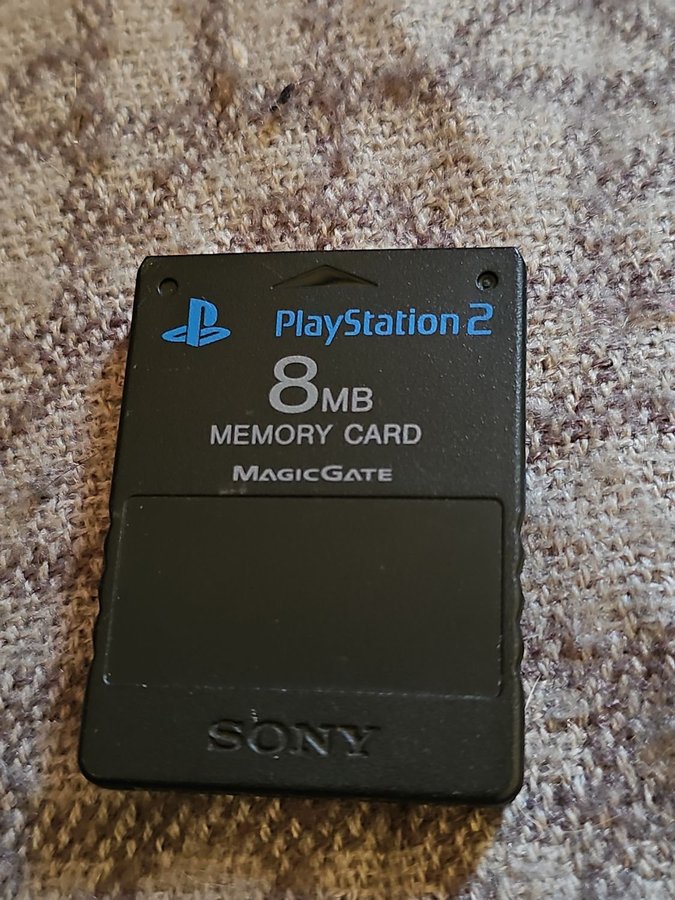 PlayStation 2
8MB
MEMORY CARD
MAGICGATE
SONY